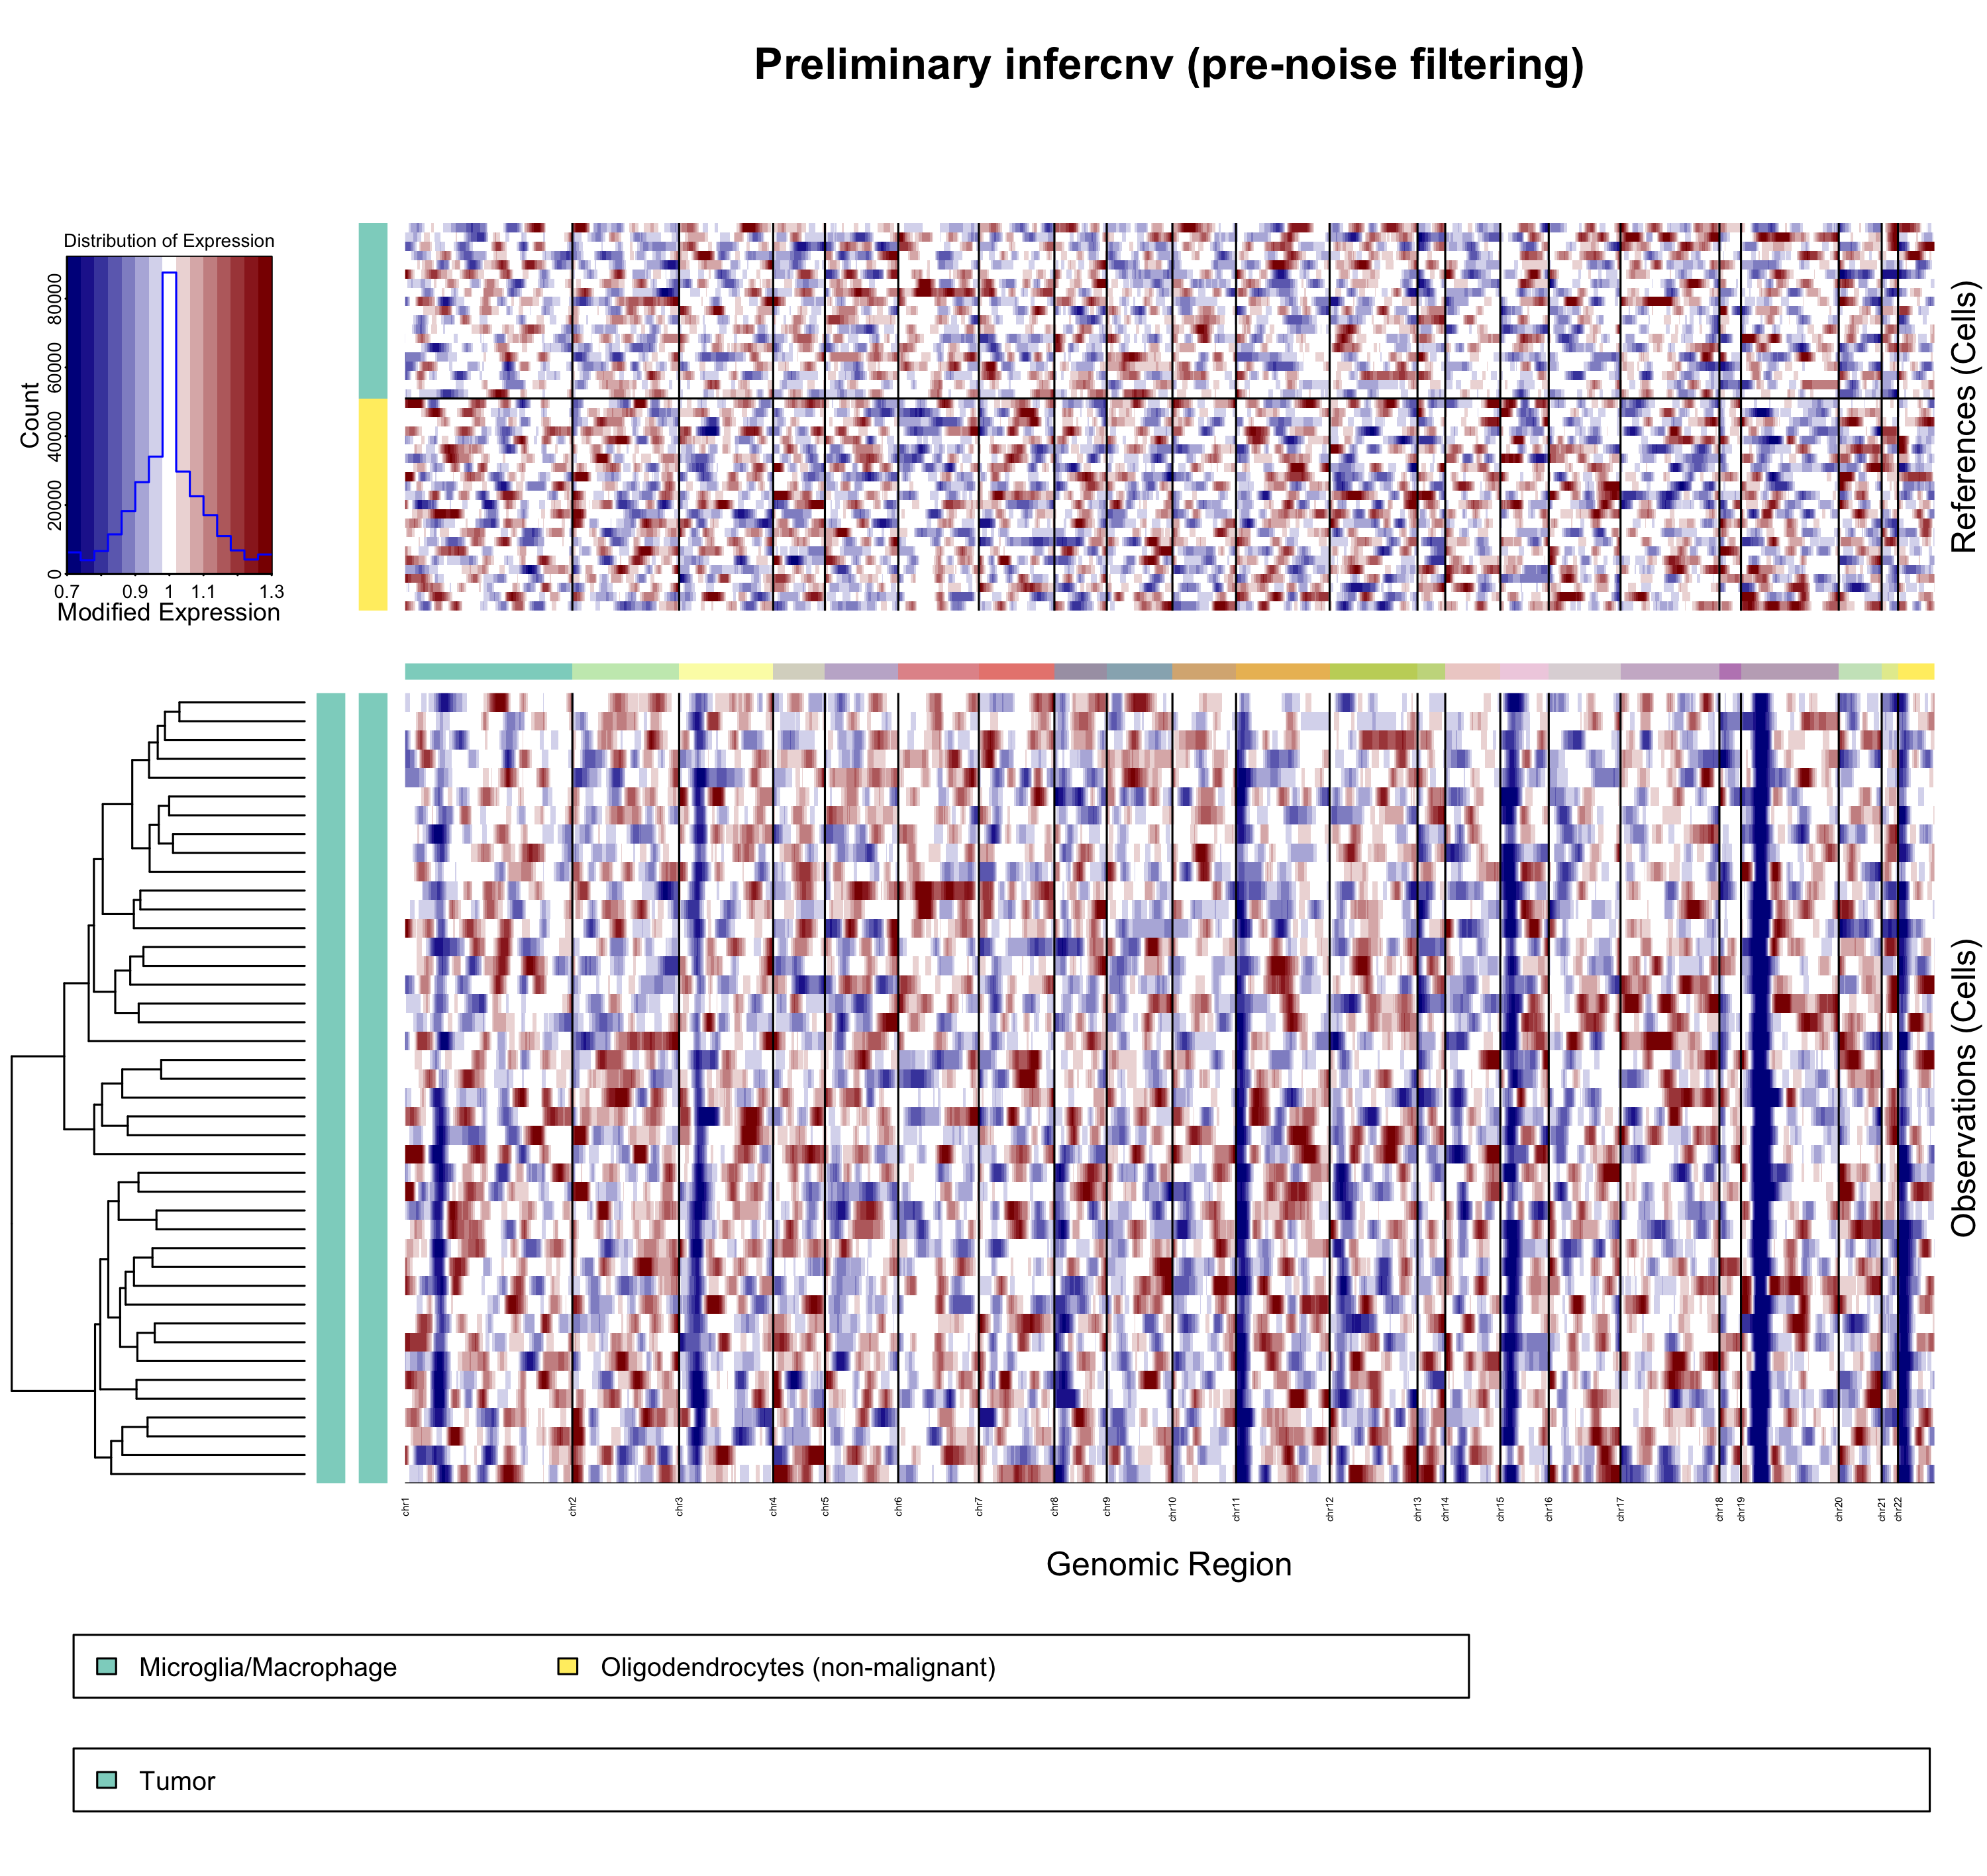 Preliminary infercnv (pre-noise filtering)
Distribution of Expression
Count
0 20000 40000 60000 80000
0.7 0.9 1 1.1 1.3
Modified Expression
References (Cells)
Observations (Cells)
chr1 chr2 chr3 chr4 chr5 chr6 chr7 chr8 chr9 chr10 chr11 chr12 chr13 chr14 chr15 chr16 chr17 chr18 chr19 chr20 chr21 chr22
Genomic Region
Microglia/Macrophage Oligodendrocytes (non-malignant)
Tumor